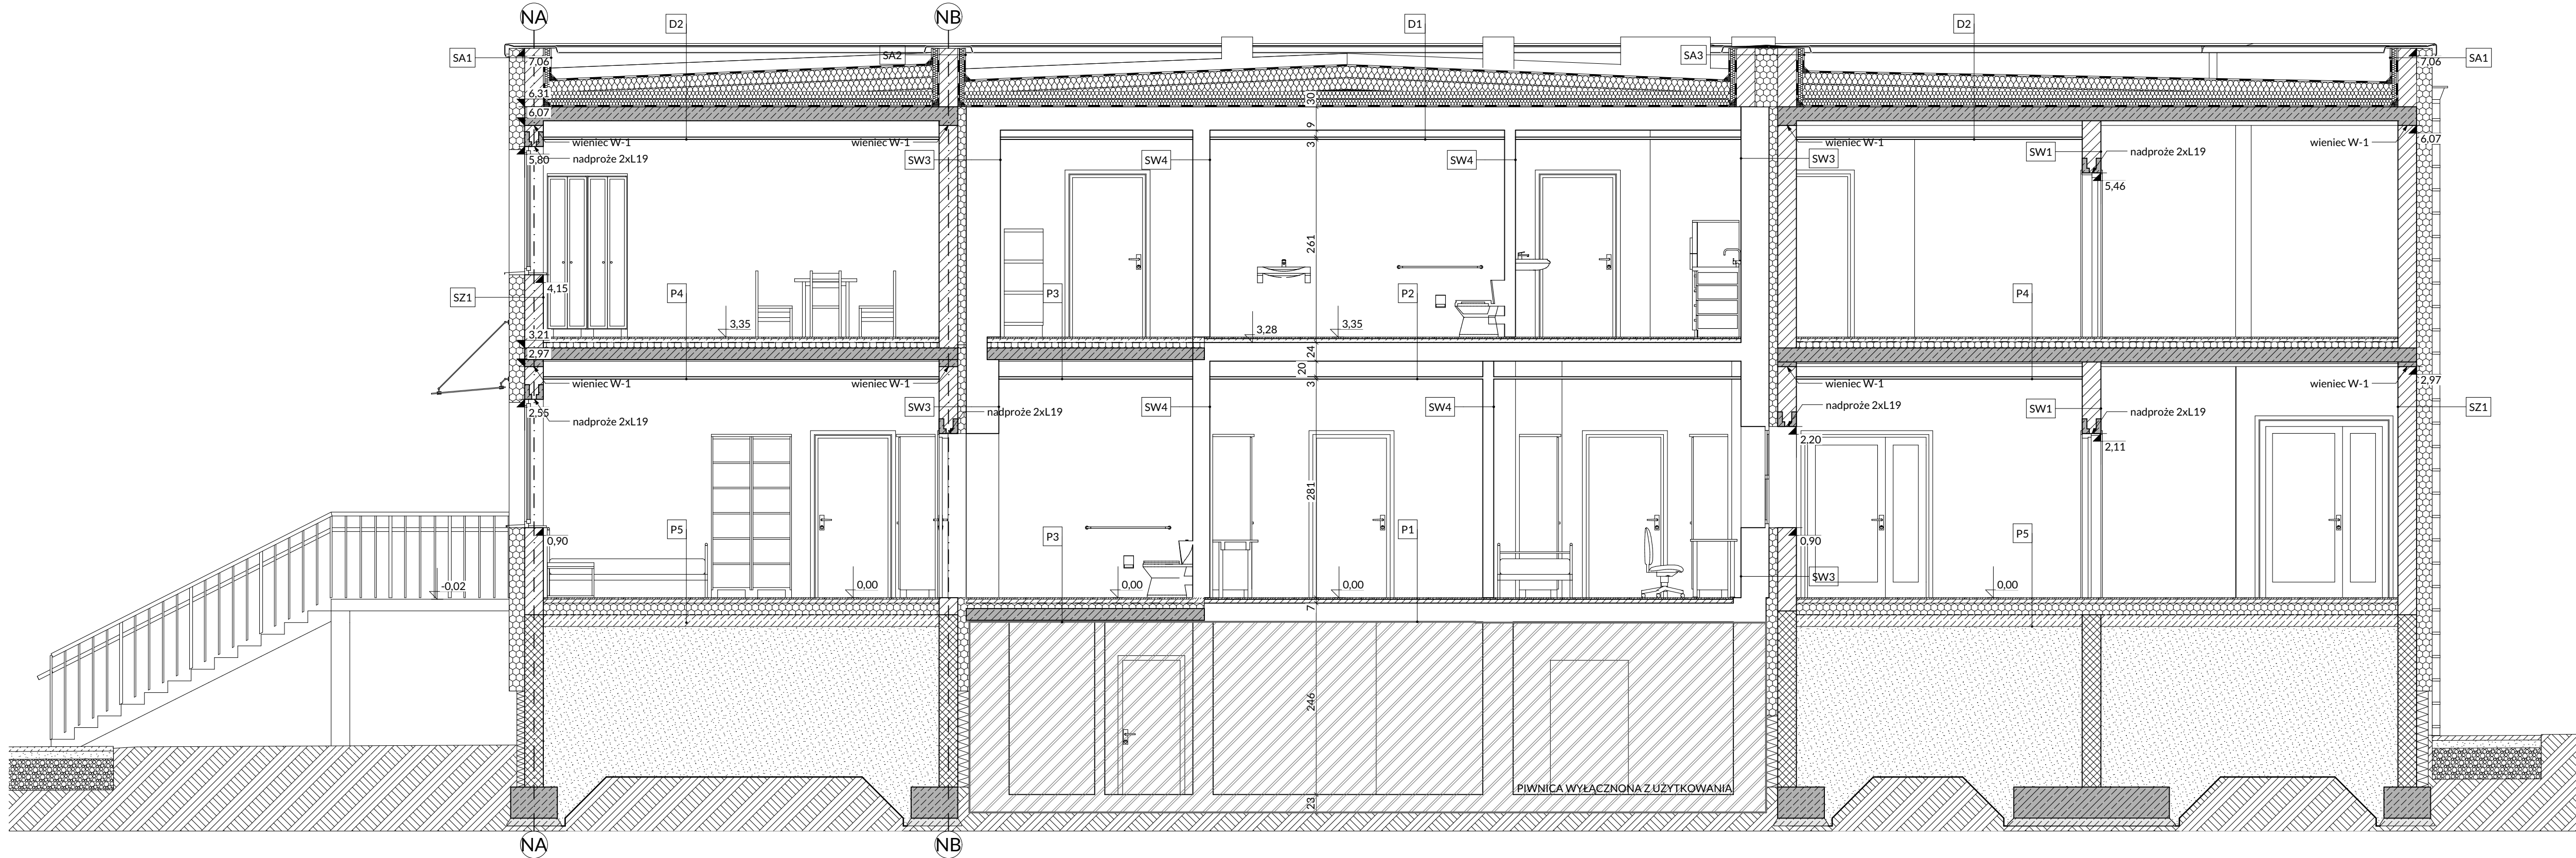 NA
NB
D2
D1
D2
SA1
SA2
SA3
SA1
7,06
7,06
6,31
6,07
30
9
3
wieniec W-1
wieniec W-1
wieniec W-1
wieniec W-1
6,07
5,80
nadproże 2xL19
SW3
SW4
SW4
SW3
SW1
nadproże 2xL19
5,46
261
4,15
SZ1
P4
P3
P2
P4
3,35
3,28
3,35
3,21
2,97
24
20
3
wieniec W-1
wieniec W-1
wieniec W-1
wieniec W-1
2,97
2,55
nadproże 2xL19
SW3
nadproże 2xL19
SW4
SW4
nadproże 2xL19
SW1
nadproże 2xL19
SZ1
2,20
2,11
281
P5
P3
P1
P5
0,90
0,90
-0,02
0,00
0,00
0,00
SW3
0,00
7
246
PIWNICA WYŁĄCZNONA Z UŻYTKOWANIA
23
NA
NB